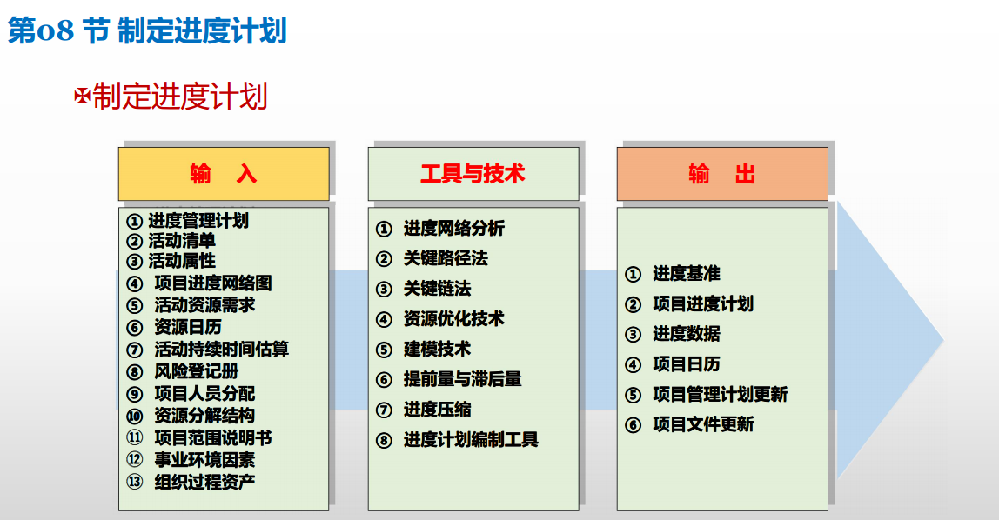 第08 节 制定进度计划
✠制定进度计划
输 入
① 进度管理计划
② 活动清单
③ 活动属性
④ 项目进度网络图
⑤ 活动资源需求
⑥ 资源日历
⑦ 活动持续时间估算
⑧ 风险登记册
⑨ 项目人员分配
⑩ 资源分解结构
⑪ 项目范围说明书
⑫ 事业环境因素
⑬ 组织过程资产
工具与技术
① 进度网络分析
② 关键路径法
③ 关键链法
④ 资源优化技术
⑤ 建模技术
⑥ 提前量与滞后量
⑦ 进度压缩
⑧ 进度计划编制工具
输 出
① 进度基准
② 项目进度计划
③ 进度数据
④ 项目日历
⑤ 项目管理计划更新
⑥ 项目文件更新